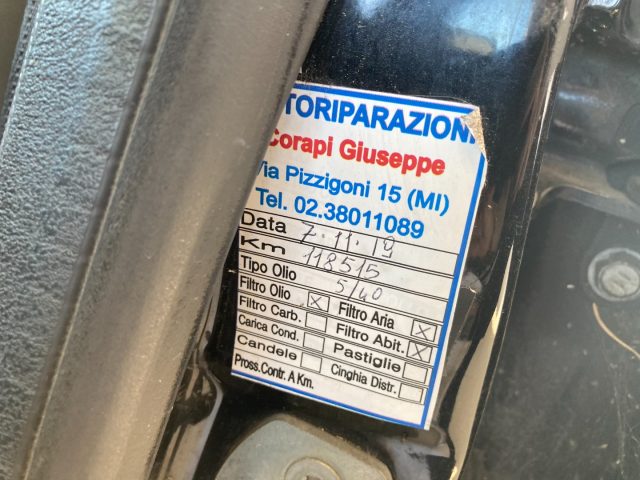 TORIPARAZIONI
Corapi Giuseppe
Via Pizzigoni 15 (MI)
Tel. 02.38011089
Data 7.11.19
Km 118515
Tipo Olio 5/40
Filtro Olio X Filtro Aria X
Filtro Carb. Filtro Abit. X
Carica Cond. Pastiglie
Candele Cinghia Distr.
Pross.Contr. A Km.